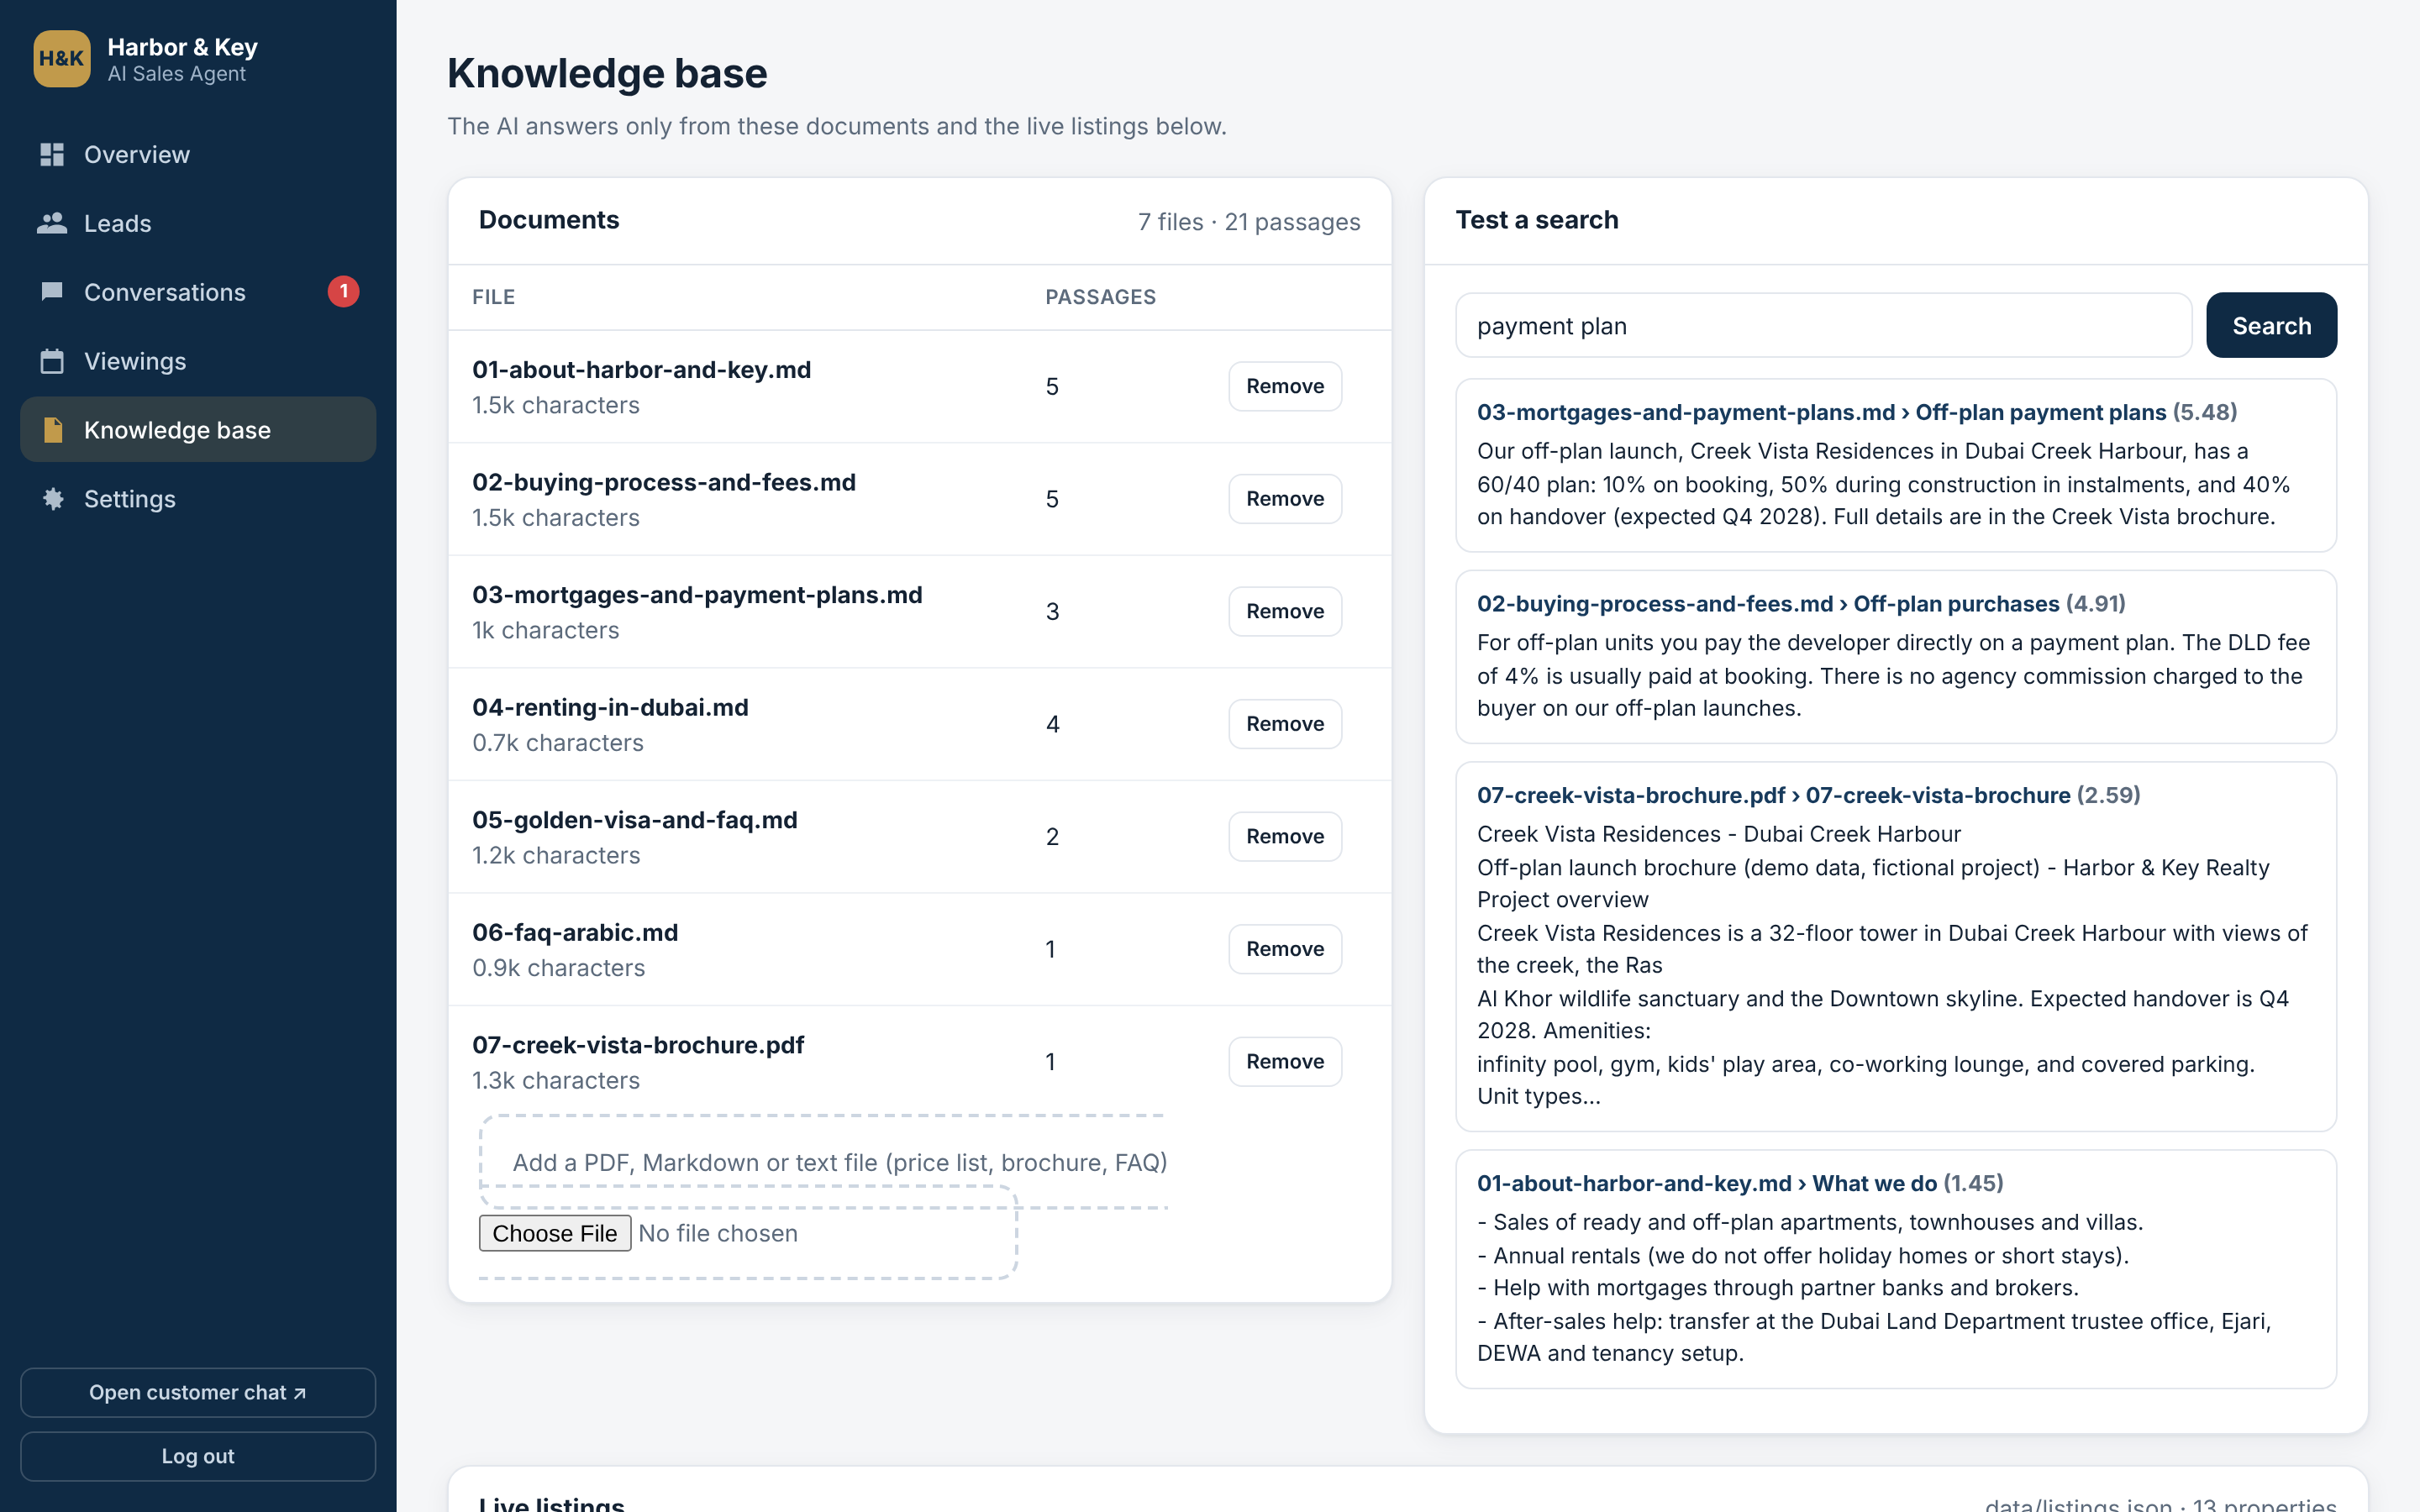 H&K
Harbor & Key
AI Sales Agent
Overview
Leads
Conversations
1
Viewings
Knowledge base
Settings
Open customer chat ↗
Log out
Knowledge base
The AI answers only from these documents and the live listings below.
Documents
7 files · 21 passages
FILE
PASSAGES
01-about-harbor-and-key.md
1.5k characters
5
Remove
02-buying-process-and-fees.md
1.5k characters
5
Remove
03-mortgages-and-payment-plans.md
1k characters
3
Remove
04-renting-in-dubai.md
0.7k characters
4
Remove
05-golden-visa-and-faq.md
1.2k characters
2
Remove
06-faq-arabic.md
0.9k characters
1
Remove
07-creek-vista-brochure.pdf
1.3k characters
1
Remove
Add a PDF, Markdown or text file (price list, brochure, FAQ)
Choose File No file chosen
Test a search
payment plan
Search
03-mortgages-and-payment-plans.md › Off-plan payment plans (5.48)
Our off-plan launch, Creek Vista Residences in Dubai Creek Harbour, has a
60/40 plan: 10% on booking, 50% during construction in instalments, and 40%
on handover (expected Q4 2028). Full details are in the Creek Vista brochure.
02-buying-process-and-fees.md › Off-plan purchases (4.91)
For off-plan units you pay the developer directly on a payment plan. The DLD fee
of 4% is usually paid at booking. There is no agency commission charged to the
buyer on our off-plan launches.
07-creek-vista-brochure.pdf › 07-creek-vista-brochure (2.59)
Creek Vista Residences - Dubai Creek Harbour
Off-plan launch brochure (demo data, fictional project) - Harbor & Key Realty
Project overview
Creek Vista Residences is a 32-floor tower in Dubai Creek Harbour with views of
the creek, the Ras
Al Khor wildlife sanctuary and the Downtown skyline. Expected handover is Q4
2028. Amenities:
infinity pool, gym, kids' play area, co-working lounge, and covered parking.
Unit types...
01-about-harbor-and-key.md › What we do (1.45)
- Sales of ready and off-plan apartments, townhouses and villas.
- Annual rentals (we do not offer holiday homes or short stays).
- Help with mortgages through partner banks and brokers.
- After-sales help: transfer at the Dubai Land Department trustee office, Ejari,
DEWA and tenancy setup.
Live listings
data/listings.json · 13 properties